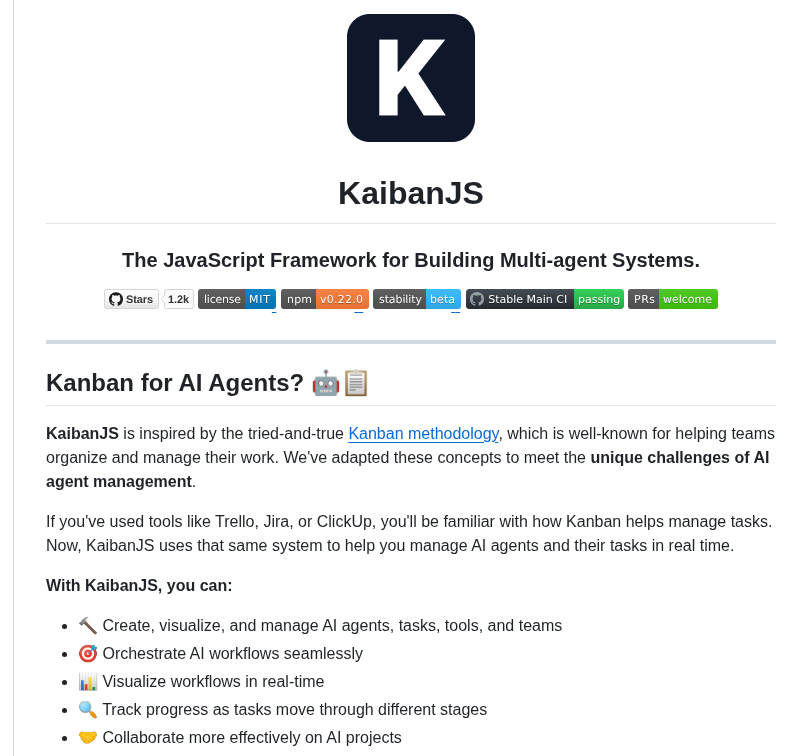 K
KaibanJS
The JavaScript Framework for Building Multi-agent Systems.
Stars 1.2k license MIT npm v0.22.0 stability beta Stable Main CI passing PRs welcome
Kanban for AI Agents? 🤖📋
KaibanJS is inspired by the tried-and-true Kanban methodology, which is well-known for helping teams
organize and manage their work. We've adapted these concepts to meet the unique challenges of AI
agent management.
If you've used tools like Trello, Jira, or ClickUp, you'll be familiar with how Kanban helps manage tasks.
Now, KaibanJS uses that same system to help you manage AI agents and their tasks in real time.
With KaibanJS, you can:
• 🔨 Create, visualize, and manage AI agents, tasks, tools, and teams
• 🎯 Orchestrate AI workflows seamlessly
• 📊 Visualize workflows in real-time
• 🔍 Track progress as tasks move through different stages
• 🤝 Collaborate more effectively on AI projects